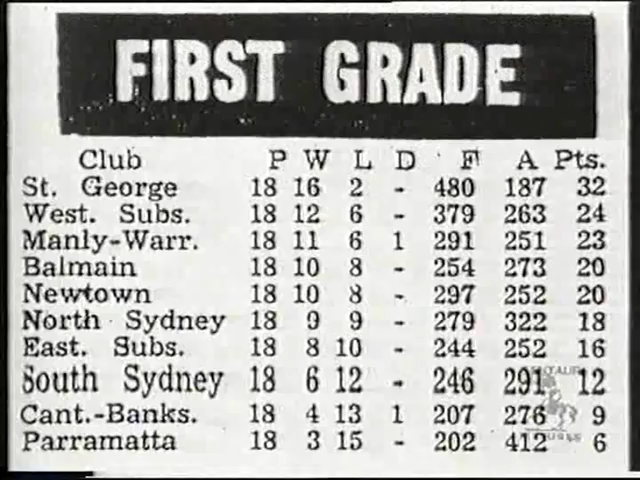 FIRST GRADE
Club P W L D F A Pts.
St. George 18 16 2 - 480 187 32
West. Subs. 18 12 6 - 379 263 24
Manly-Warr. 18 11 6 1 291 251 23
Balmain 18 10 8 - 254 273 20
Newtown 18 10 8 - 297 252 20
North Sydney 18 9 9 - 279 322 18
East. Subs. 18 8 10 - 244 252 16
South Sydney 18 6 12 - 246 291 12
Cant.-Banks. 18 4 13 1 207 276 9
Parramatta 18 3 15 - 202 412 6